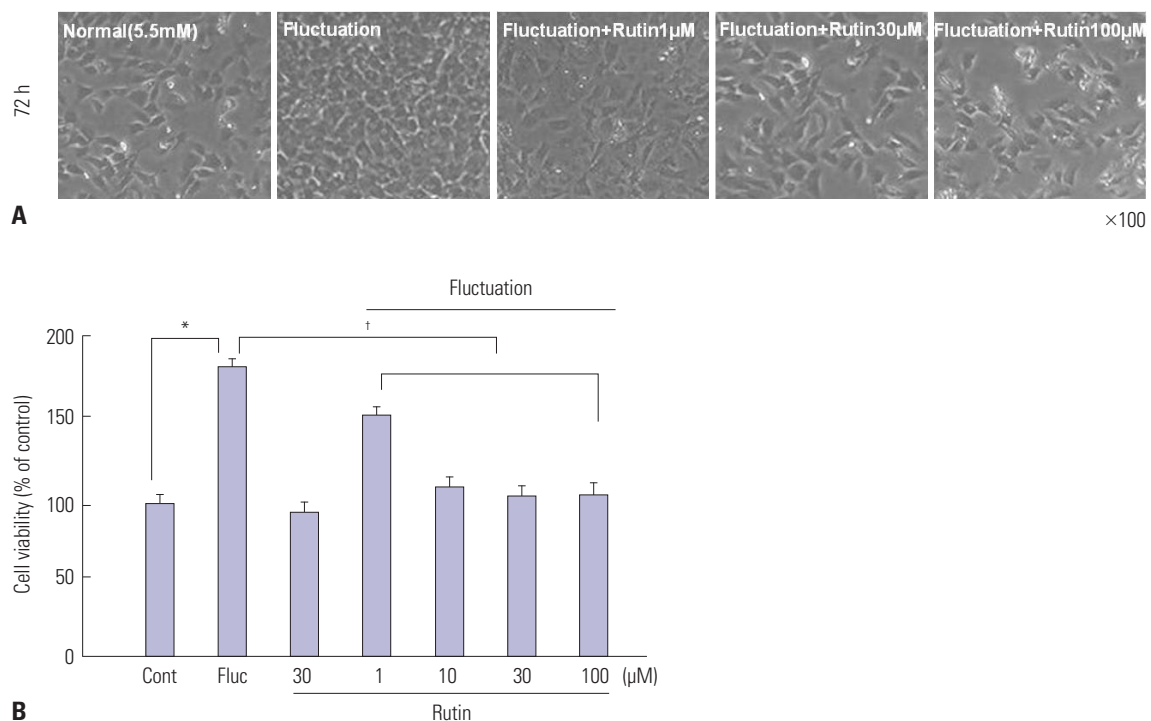 Normal(5.5mM)
Fluctuation
Fluctuation+Rutin1µM
Fluctuation+Rutin30µM
Fluctuation+Rutin100µM
72 h
A
×100
Fluctuation
*
†
Cell viability (% of control)
200
150
100
50
0
Cont Fluc 30 1 10 30 100 (µM)
Rutin
B